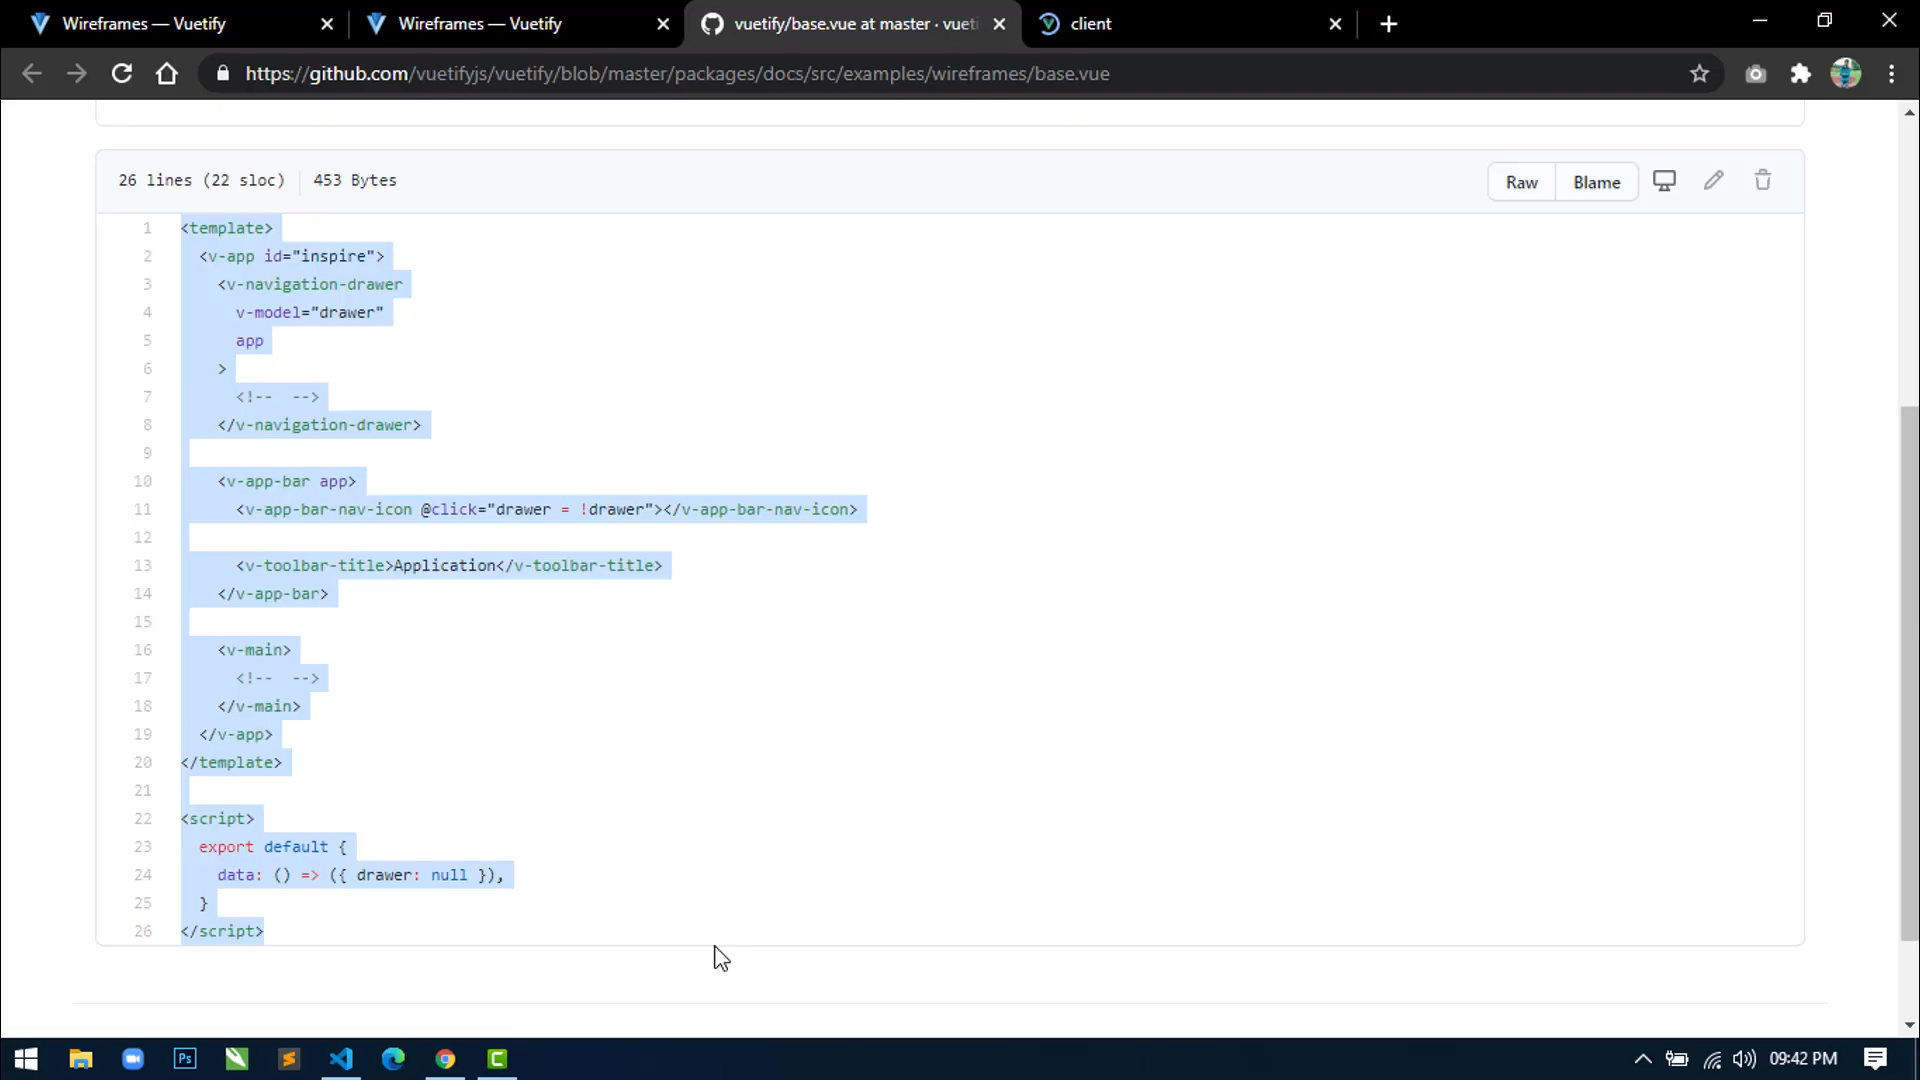 Wireframes — Vuetify
Wireframes — Vuetify
vuetify/base.vue at master · vueti
client
https://github.com/vuetifyjs/vuetify/blob/master/packages/docs/src/examples/wireframes/base.vue
26 lines (22 sloc) 453 Bytes
Raw
Blame
1 <template>
2 <v-app id="inspire">
3 <v-navigation-drawer
4 v-model="drawer"
5 app
6 >
7 <!--  -->
8 </v-navigation-drawer>
9
10 <v-app-bar app>
11 <v-app-bar-nav-icon @click="drawer = !drawer"></v-app-bar-nav-icon>
12
13 <v-toolbar-title>Application</v-toolbar-title>
14 </v-app-bar>
15
16 <v-main>
17 <!--  -->
18 </v-main>
19 </v-app>
20 </template>
21
22 <script>
23 export default {
24 data: () => ({ drawer: null }),
25 }
26 </script>
Ps
09:42 PM